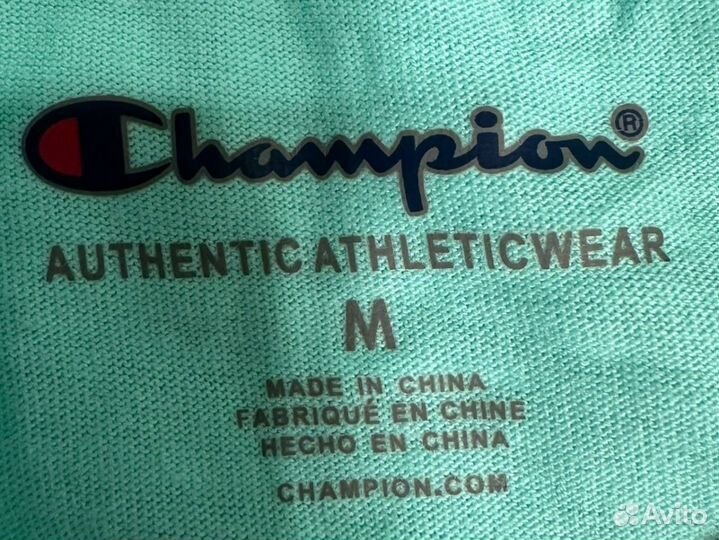 Champion®
AUTHENTIC ATHLETICWEAR
M
MADE IN CHINA
FABRIQUÉ EN CHINE
HECHO EN CHINA
CHAMPION.COM
Avito